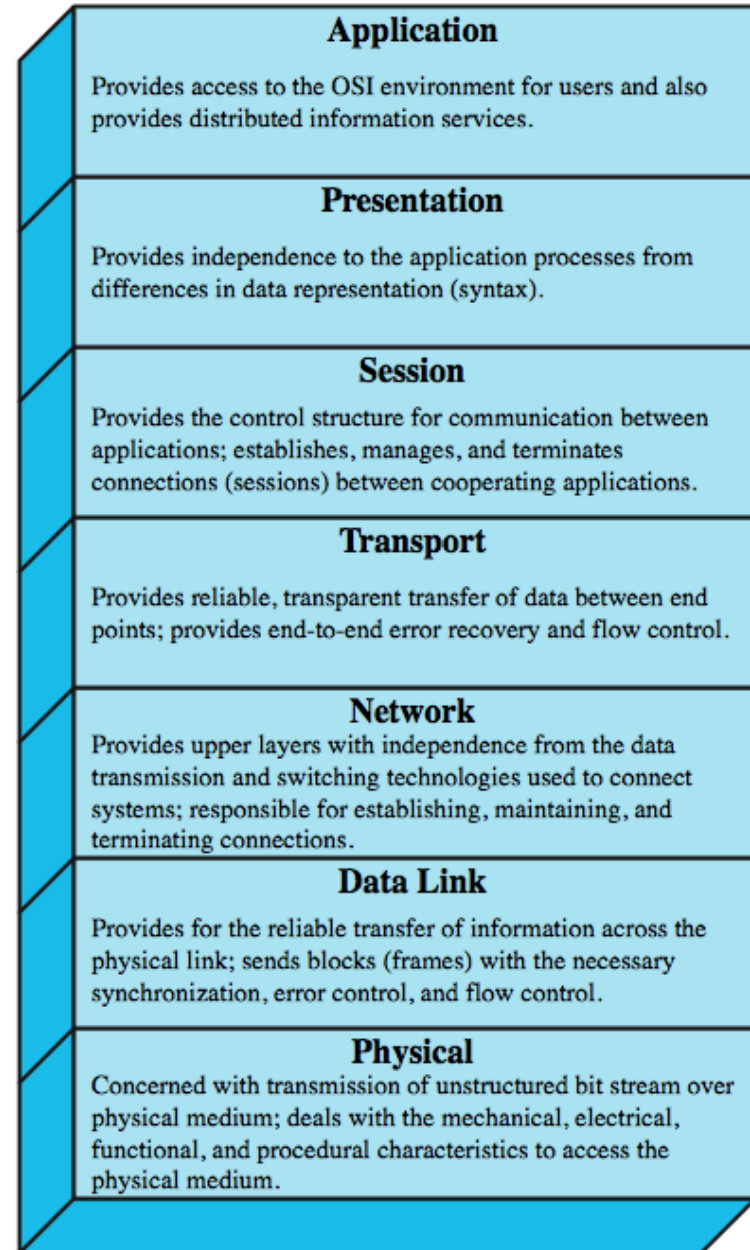 Application
Provides access to the OSI environment for users and also
provides distributed information services.
Presentation
Provides independence to the application processes from
differences in data representation (syntax).
Session
Provides the control structure for communication between
applications; establishes, manages, and terminates
connections (sessions) between cooperating applications.
Transport
Provides reliable, transparent transfer of data between end
points; provides end-to-end error recovery and flow control.
Network
Provides upper layers with independence from the data
transmission and switching technologies used to connect
systems; responsible for establishing, maintaining, and
terminating connections.
Data Link
Provides for the reliable transfer of information across the
physical link; sends blocks (frames) with the necessary
synchronization, error control, and flow control.
Physical
Concerned with transmission of unstructured bit stream over
physical medium; deals with the mechanical, electrical,
functional, and procedural characteristics to access the
physical medium.